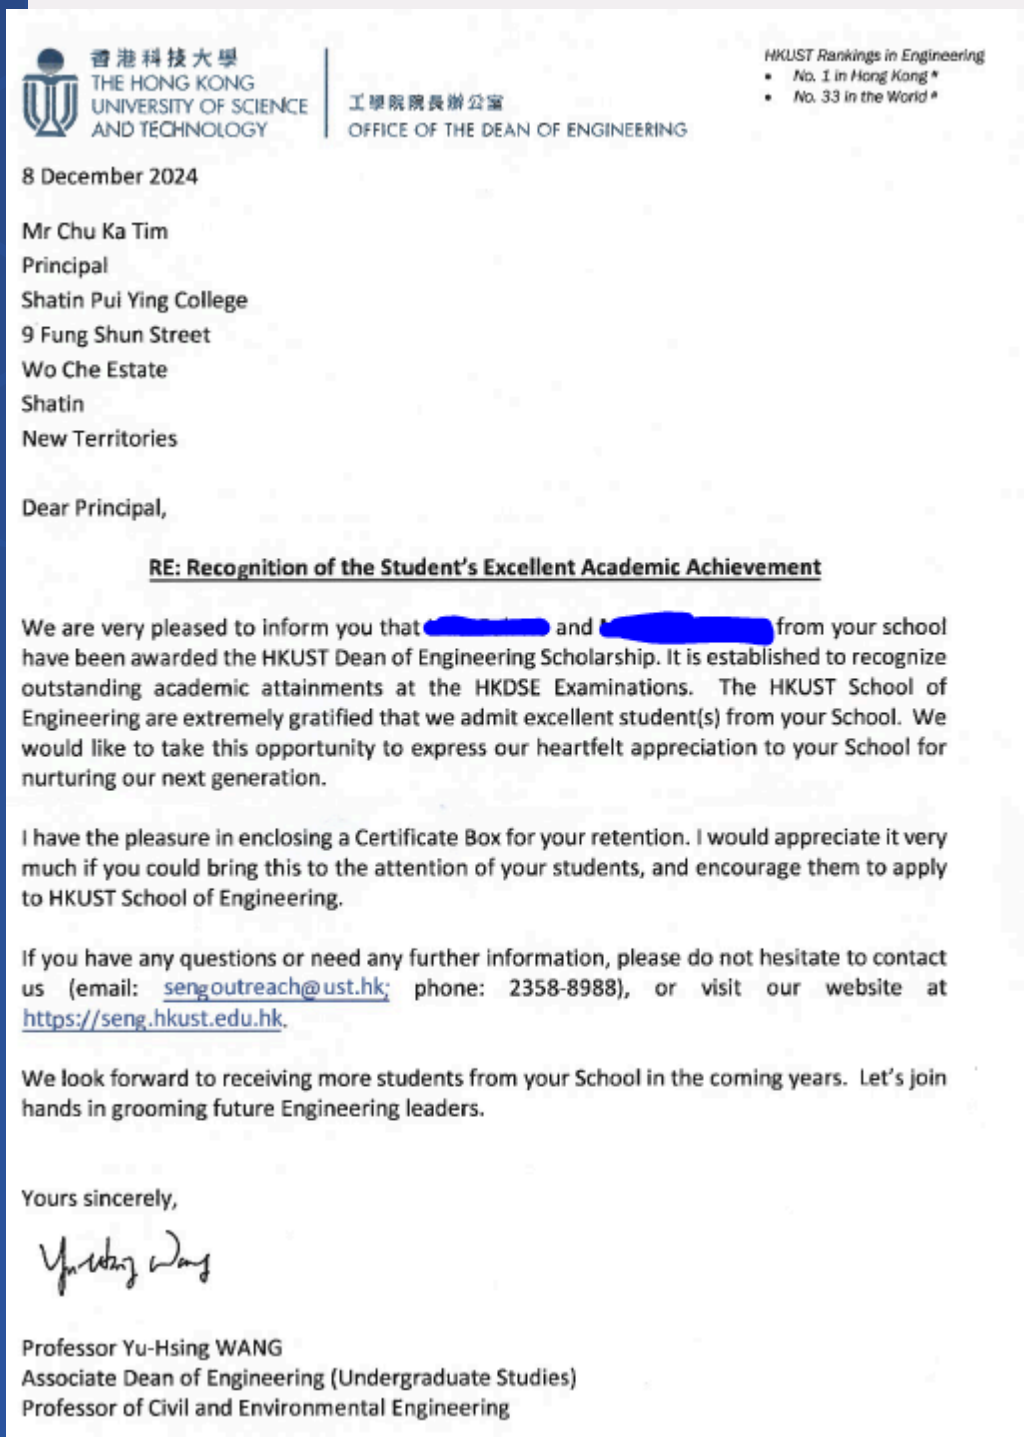 香港科技大學
THE HONG KONG
UNIVERSITY OF SCIENCE
AND TECHNOLOGY
工學院院長辦公室
OFFICE OF THE DEAN OF ENGINEERING
HKUST Rankings in Engineering
• No. 1 in Hong Kong *
• No. 33 in the World #
8 December 2024
Mr Chu Ka Tim
Principal
Shatin Pui Ying College
9 Fung Shun Street
Wo Che Estate
Shatin
New Territories
Dear Principal,
RE: Recognition of the Student's Excellent Academic Achievement
We are very pleased to inform you that and from your school
have been awarded the HKUST Dean of Engineering Scholarship. It is established to recognize
outstanding academic attainments at the HKDSE Examinations. The HKUST School of
Engineering are extremely gratified that we admit excellent student(s) from your School. We
would like to take this opportunity to express our heartfelt appreciation to your School for
nurturing our next generation.
I have the pleasure in enclosing a Certificate Box for your retention. I would appreciate it very
much if you could bring this to the attention of your students, and encourage them to apply
to HKUST School of Engineering.
If you have any questions or need any further information, please do not hesitate to contact
us (email: sengoutreach@ust.hk; phone: 2358-8988), or visit our website at
https://seng.hkust.edu.hk.
We look forward to receiving more students from your School in the coming years. Let's join
hands in grooming future Engineering leaders.
Yours sincerely,
Yu-Hsing Wang
Professor Yu-Hsing WANG
Associate Dean of Engineering (Undergraduate Studies)
Professor of Civil and Environmental Engineering